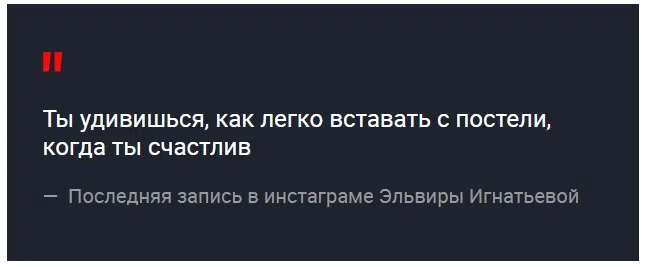 "
Ты удивишься, как легко вставать с постели,
когда ты счастлив
— Последняя запись в инстаграме Эльвиры Игнатьевой